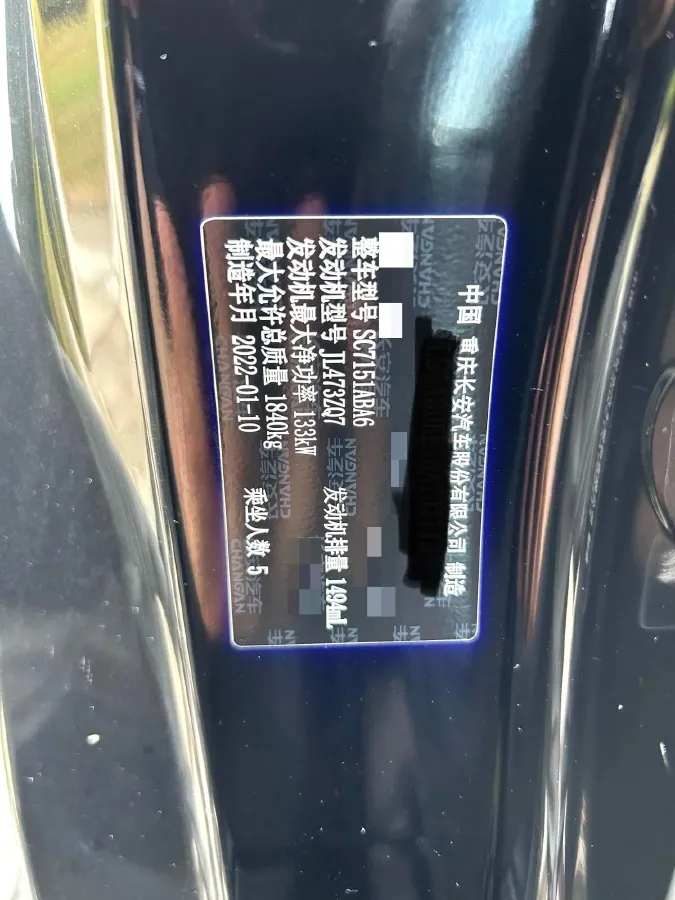 中国 重庆长安汽车股份有限公司 制造
整车型号 SC7151ABA6
发动机型号 JL473ZQ7 发动机排量 1494mL
发动机最大净功率 133kW
最大允许总质量 1840kg
制造年月 2022-01-10 乘坐人数 5